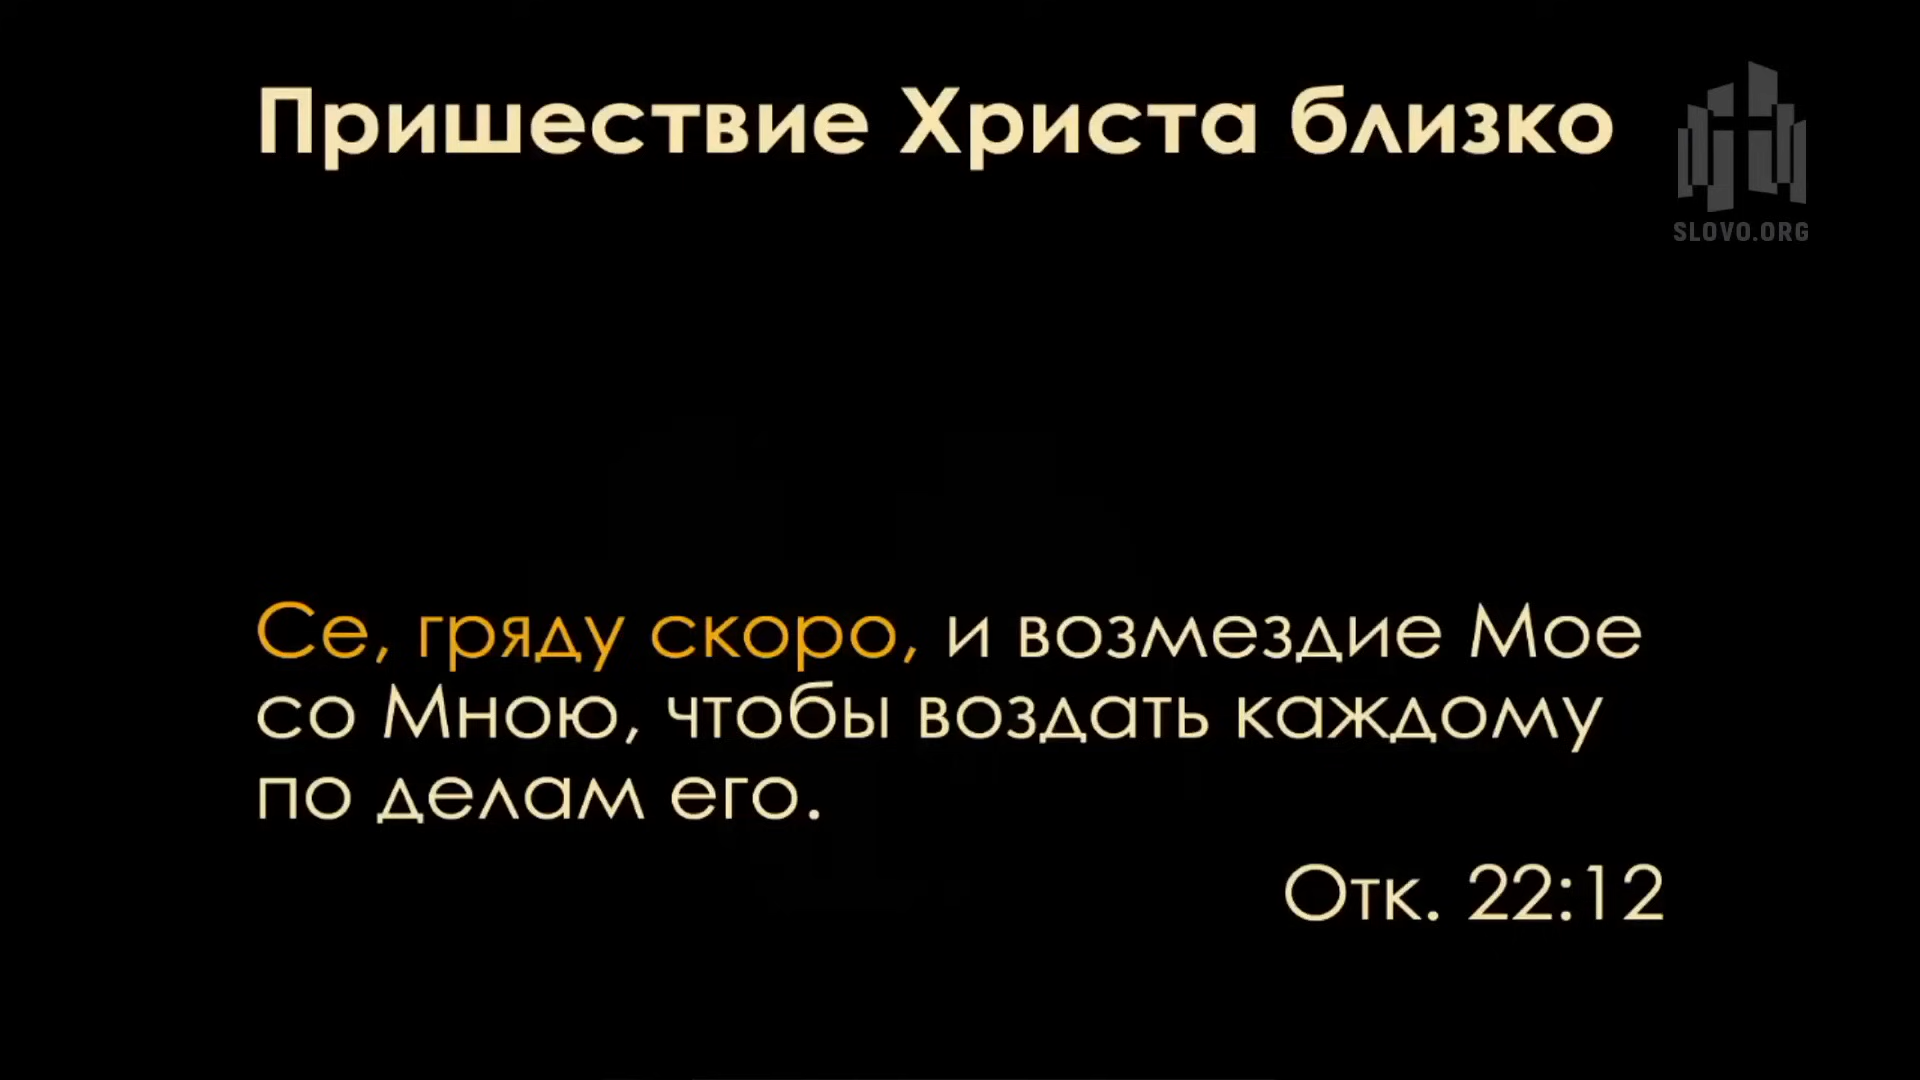 Пришествие Христа близко
SLOVO.ORG
Се, гряду скоро, и возмездие Мое
со Мною, чтобы воздать каждому
по делам его.
Отк. 22:12